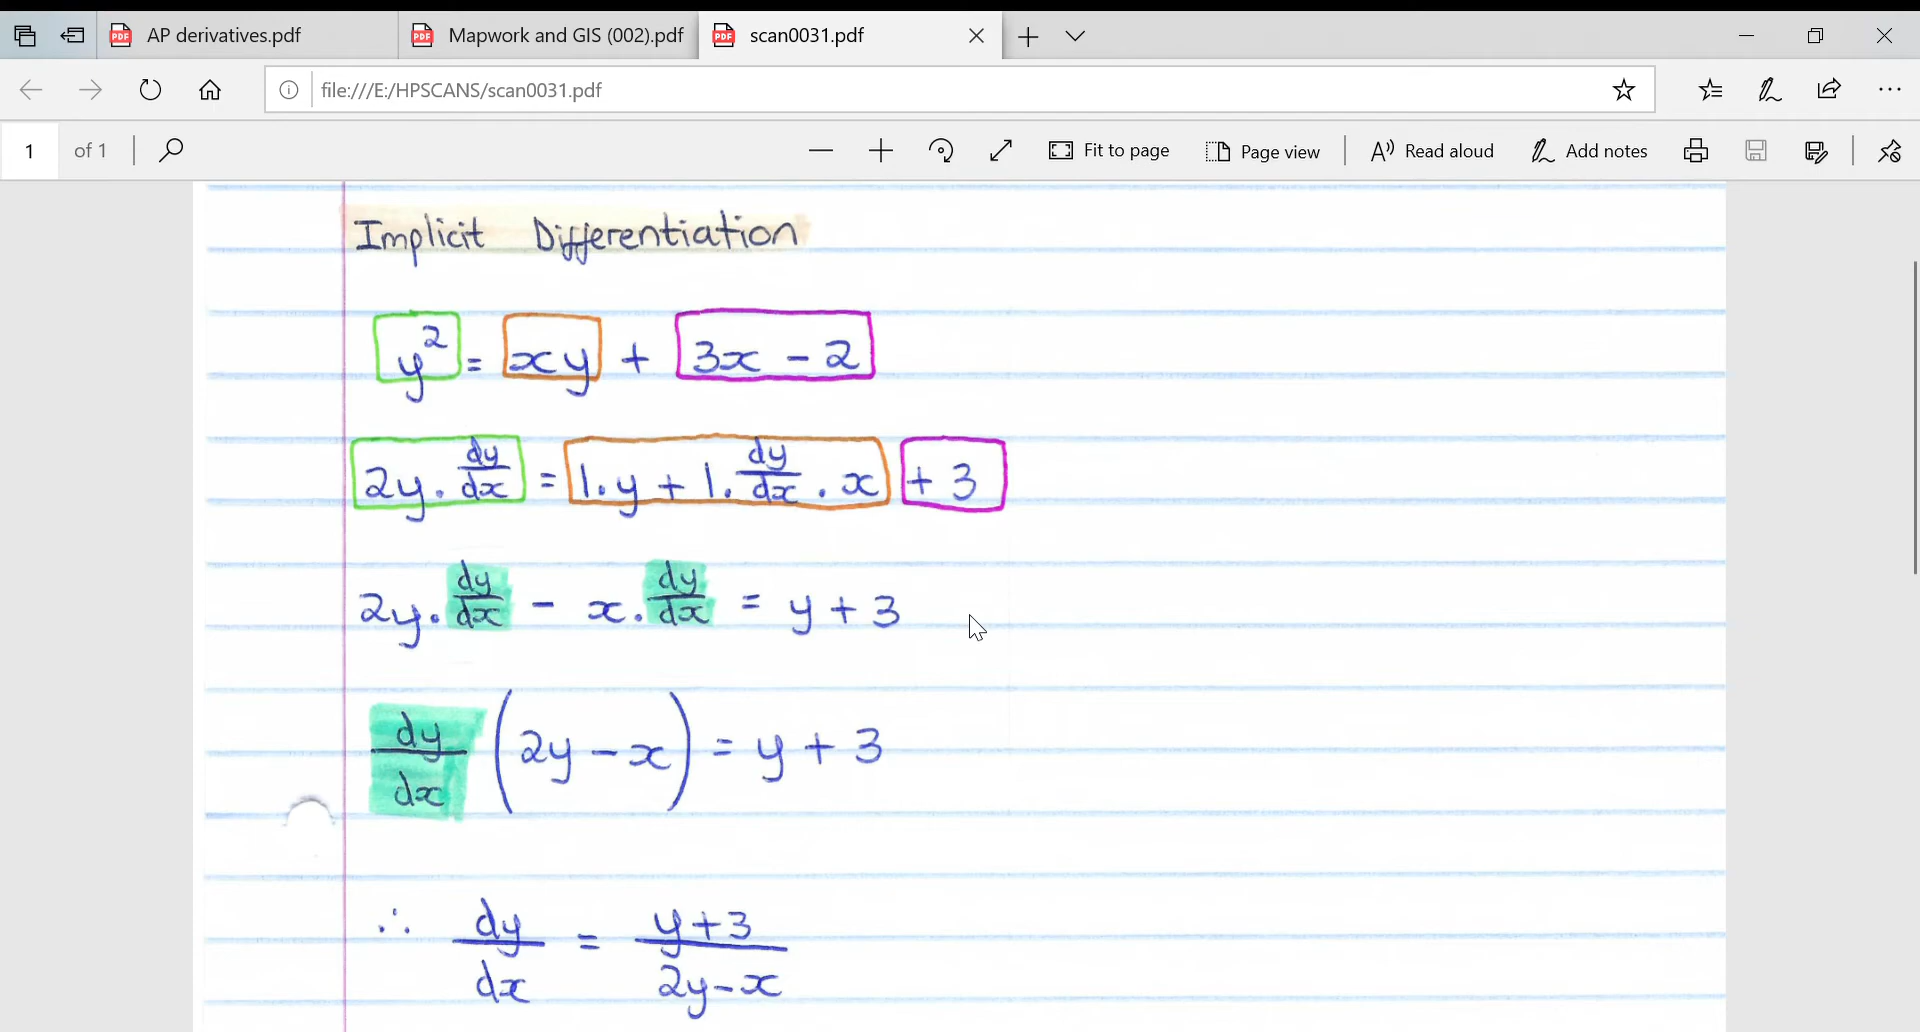 AP derivatives.pdf Mapwork and GIS (002).pdf scan0031.pdf
file:///E:/HPSCANS/scan0031.pdf
1 of 1 Fit to page Page view Read aloud Add notes
Implicit Differentiation
y² = xy + 3x - 2
2y · dy/dx = 1·y + 1· dy/dx · x + 3
2y · dy/dx - x · dy/dx = y + 3
dy/dx (2y - x) = y + 3
∴ dy/dx = y+3/2y-x